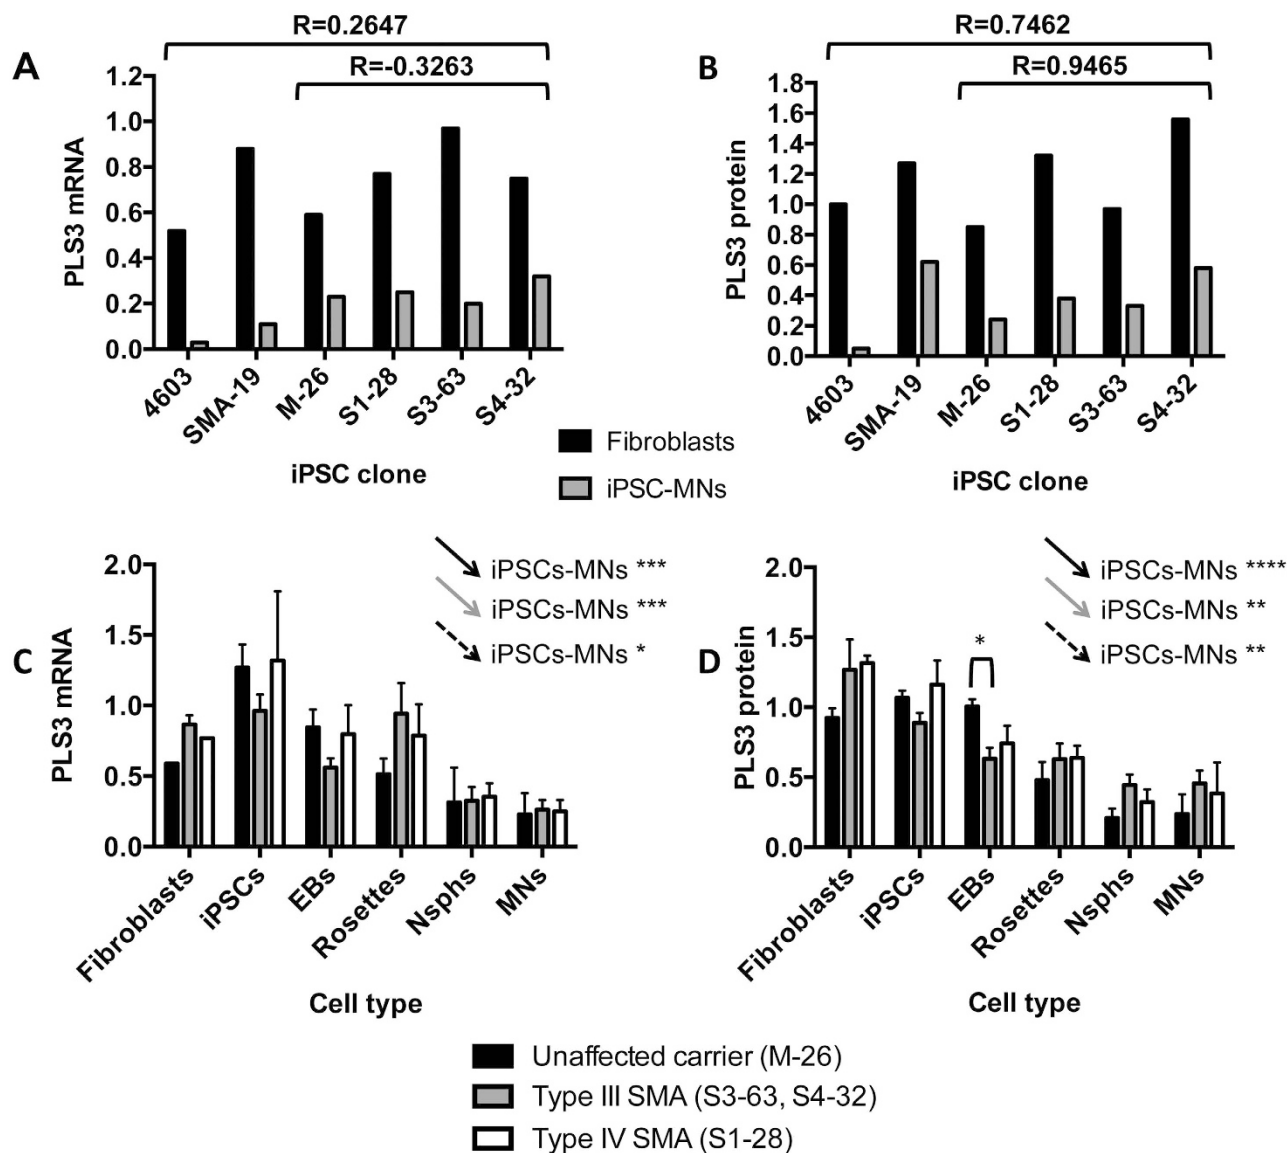 A
R=0.2647
R=-0.3263
PLS3 mRNA
1.2
1.0
0.8
0.6
0.4
0.2
0.0
4603
SMA-19
M-26
S1-28
S3-63
S4-32
iPSC clone
B
R=0.7462
R=0.9465
PLS3 protein
1.8
1.6
1.4
1.2
1.0
0.8
0.6
0.4
0.2
0.0
4603
SMA-19
M-26
S1-28
S3-63
S4-32
iPSC clone
Fibroblasts
iPSC-MNs
C
PLS3 mRNA
2.0
1.5
1.0
0.5
0.0
iPSCs-MNs ***
iPSCs-MNs ***
iPSCs-MNs *
Fibroblasts
iPSCs
EBs
Rosettes
Nsphs
MNs
Cell type
D
PLS3 protein
2.0
1.5
1.0
0.5
0.0
iPSCs-MNs ****
iPSCs-MNs **
iPSCs-MNs **
*
Fibroblasts
iPSCs
EBs
Rosettes
Nsphs
MNs
Cell type
Unaffected carrier (M-26)
Type III SMA (S3-63, S4-32)
Type IV SMA (S1-28)